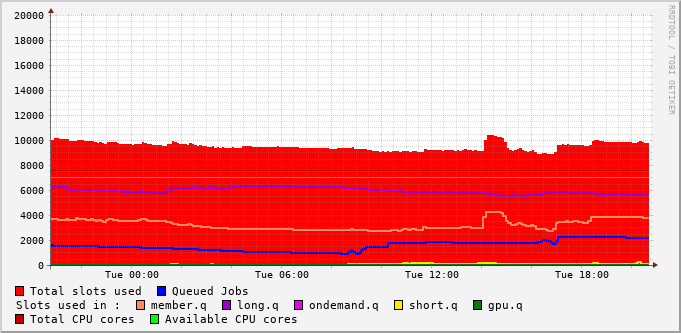 20000
18000
16000
14000
12000
10000
8000
6000
4000
2000
0
Tue 00:00 Tue 06:00 Tue 12:00 Tue 18:00
RRDTOOL / TOBI OETIKER
Total slots used Queued Jobs
Slots used in : member.q long.q ondemand.q short.q gpu.q
Total CPU cores Available CPU cores